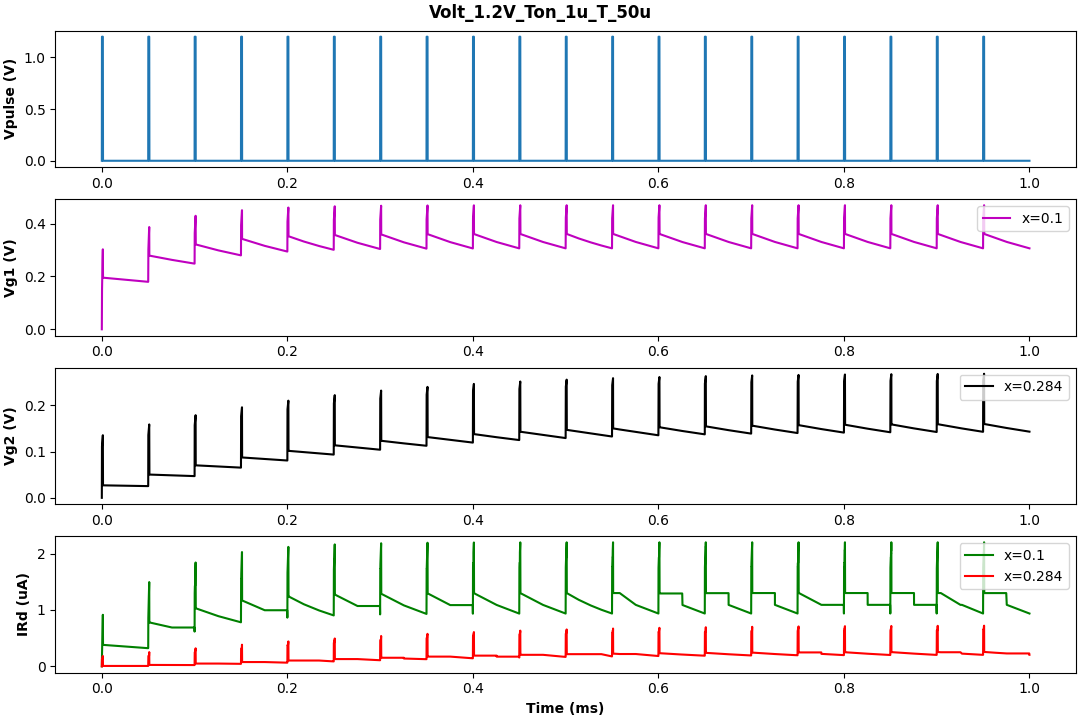 Volt_1.2V_Ton_1u_T_50u
Vpulse (V)
1.0
0.5
0.0
0.0 0.2 0.4 0.6 0.8 1.0
Vg1 (V)
0.4
0.2
0.0
x=0.1
0.0 0.2 0.4 0.6 0.8 1.0
Vg2 (V)
0.2
0.1
0.0
x=0.284
0.0 0.2 0.4 0.6 0.8 1.0
IRd (uA)
2
1
0
x=0.1
x=0.284
0.0 0.2 0.4 0.6 0.8 1.0
Time (ms)